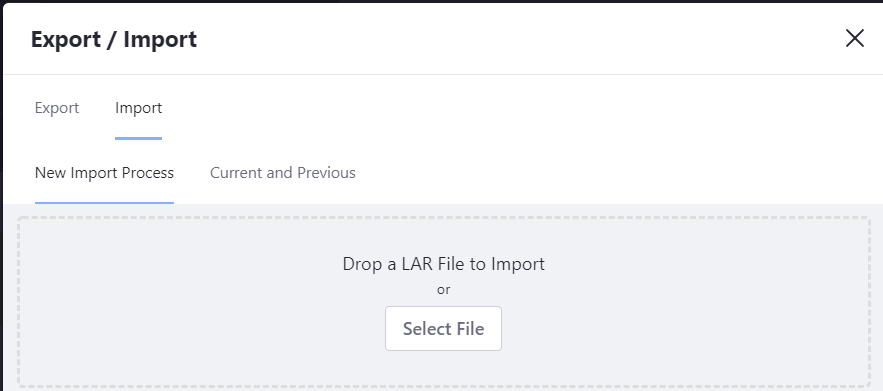 Export / Import
Export Import
New Import Process Current and Previous
Drop a LAR File to Import
or
Select File